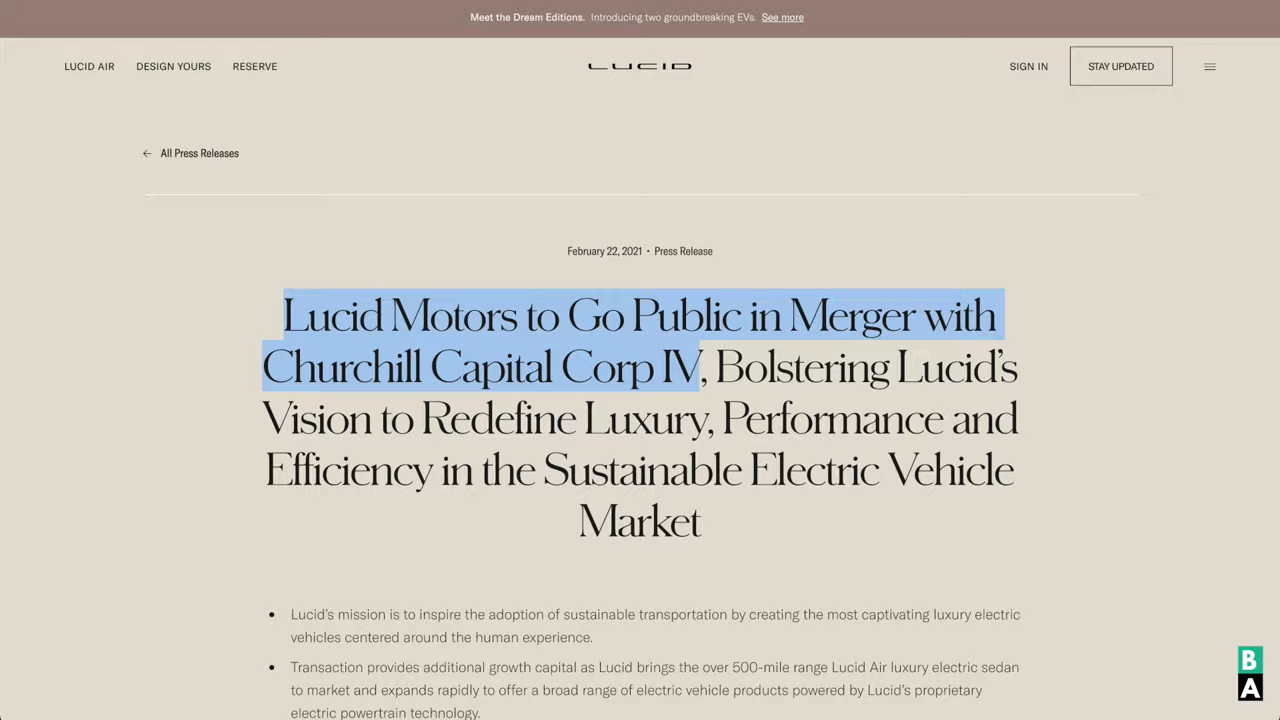 Meet the Dream Editions. Introducing two groundbreaking EVs. See more
LUCID AIR DESIGN YOURS RESERVE LUCID SIGN IN STAY UPDATED
← All Press Releases
February 22, 2021 • Press Release
Lucid Motors to Go Public in Merger with
Churchill Capital Corp IV, Bolstering Lucid’s
Vision to Redefine Luxury, Performance and
Efficiency in the Sustainable Electric Vehicle
Market
• Lucid’s mission is to inspire the adoption of sustainable transportation by creating the most captivating luxury electric
vehicles centered around the human experience.
• Transaction provides additional growth capital as Lucid brings the over 500-mile range Lucid Air luxury electric sedan
to market and expands rapidly to offer a broad range of electric vehicle products powered by Lucid’s proprietary
electric powertrain technology.
B
A